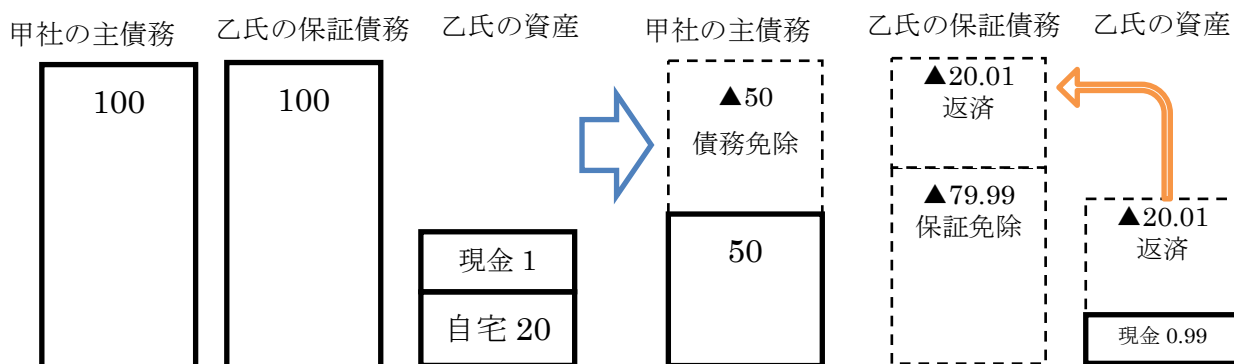 甲社の主債務
乙氏の保証債務
乙氏の資産
100
100
現金 1
自宅 20
甲社の主債務
乙氏の保証債務
乙氏の資産
▲50
債務免除
50
▲20.01
返済
▲79.99
保証免除
▲20.01
返済
現金 0.99